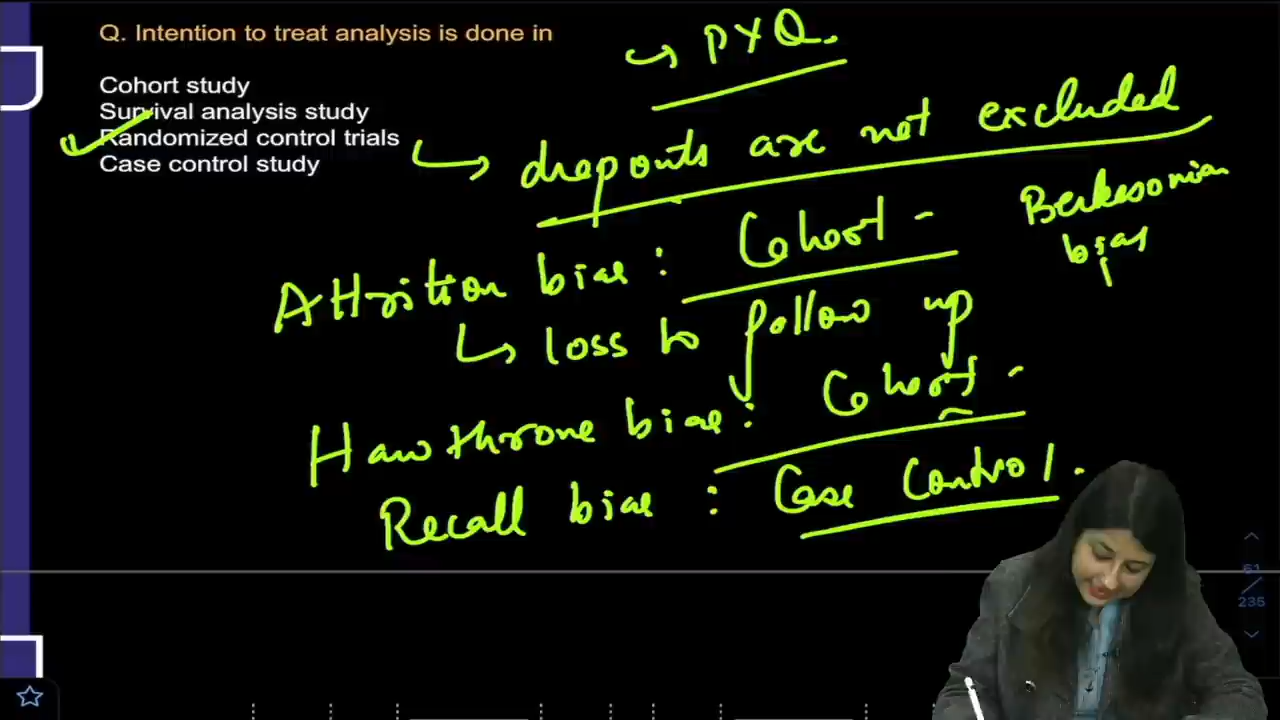 Q. Intention to treat analysis is done in
↪ PYQ.
Cohort study
Survival analysis study
Randomized control trials
Case control study
↪ dropouts are not excluded
Berkesonian
bias
Attrition bias : Cohort -
↪ loss to follow up
Hawthrone bias : Cohort -
Recall bias : Case Control.
61
235